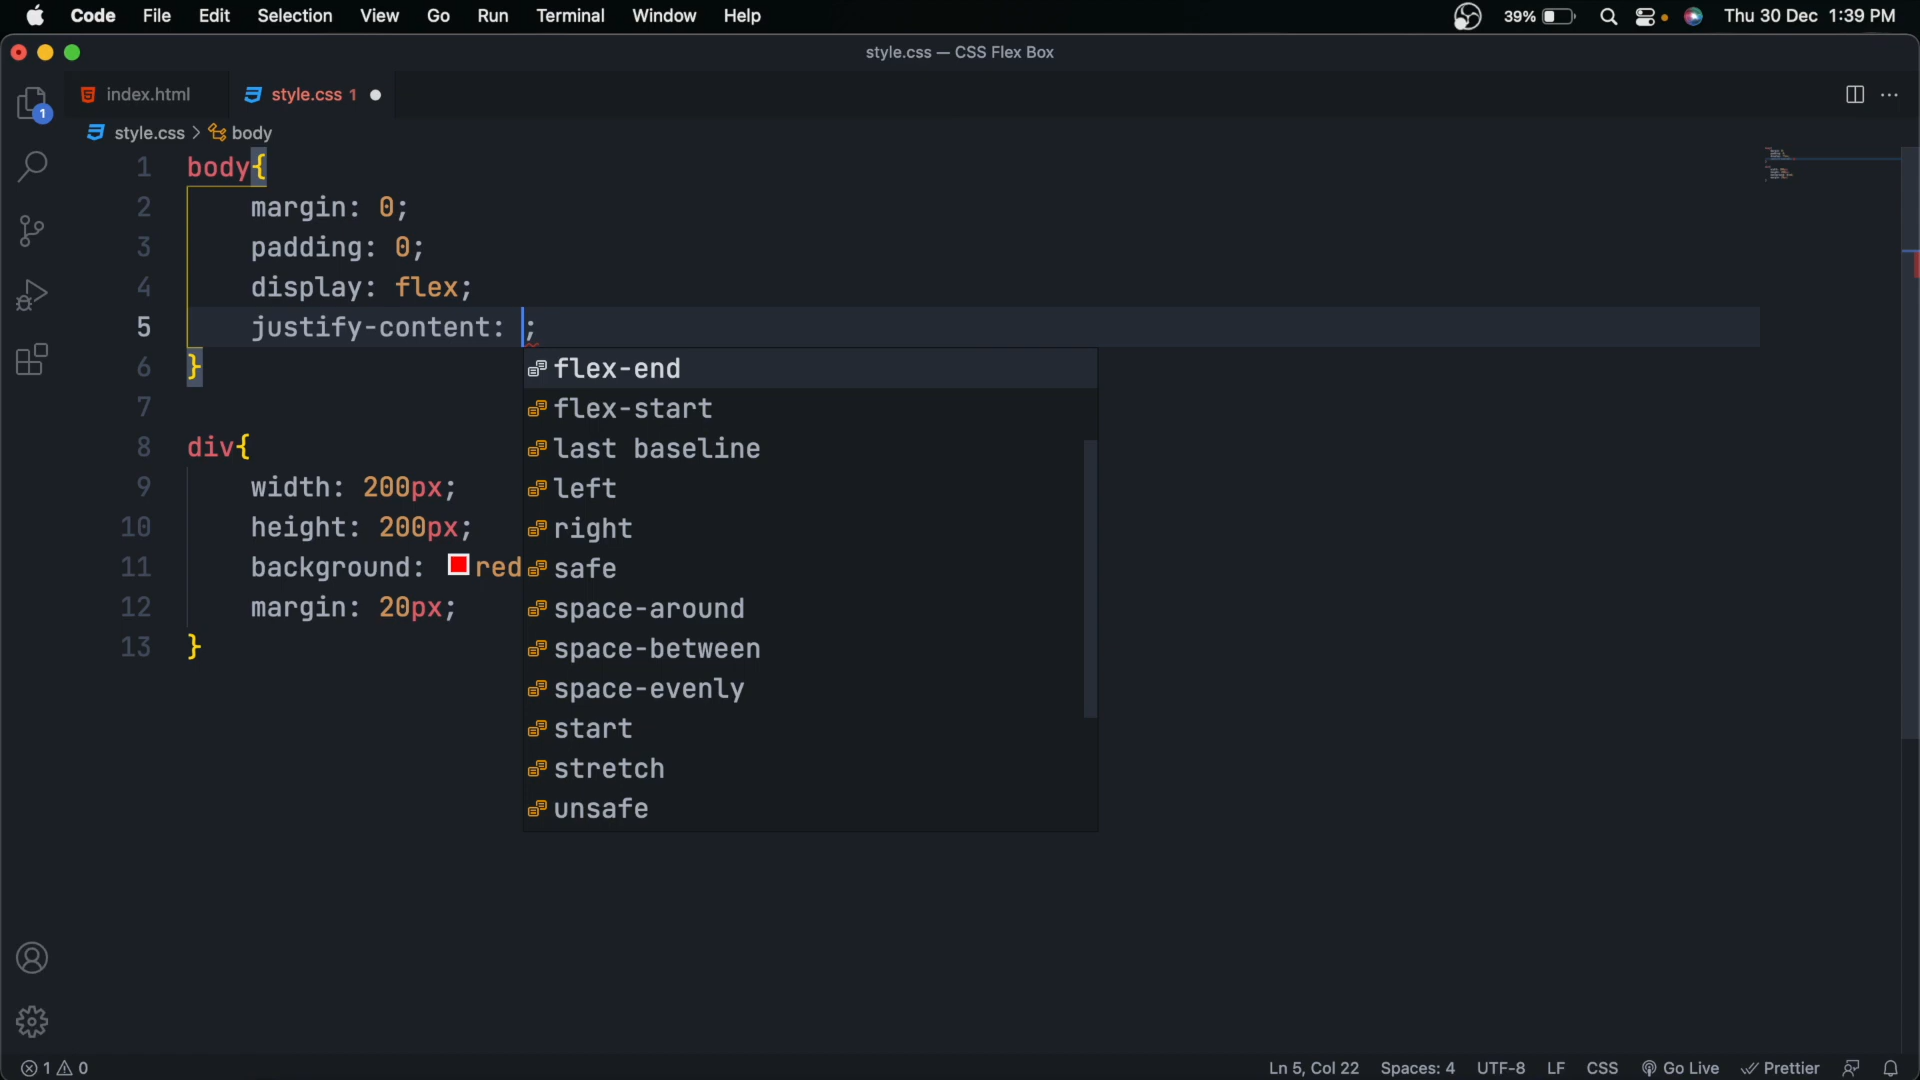 Code File Edit Selection View Go Run Terminal Window Help 39% Thu 30 Dec 1:39 PM
style.css — CSS Flex Box
index.html style.css 1
style.css > body
1 body{
2 margin: 0;
3 padding: 0;
4 display: flex;
5 justify-content: ;
6 }
flex-end
7
flex-start
8 div{
last baseline
9 width: 200px;
left
10 height: 200px;
right
11 background: red
safe
12 margin: 20px;
space-around
13 }
space-between
space-evenly
start
stretch
unsafe
1 0 Ln 5, Col 22 Spaces: 4 UTF-8 LF CSS Go Live Prettier